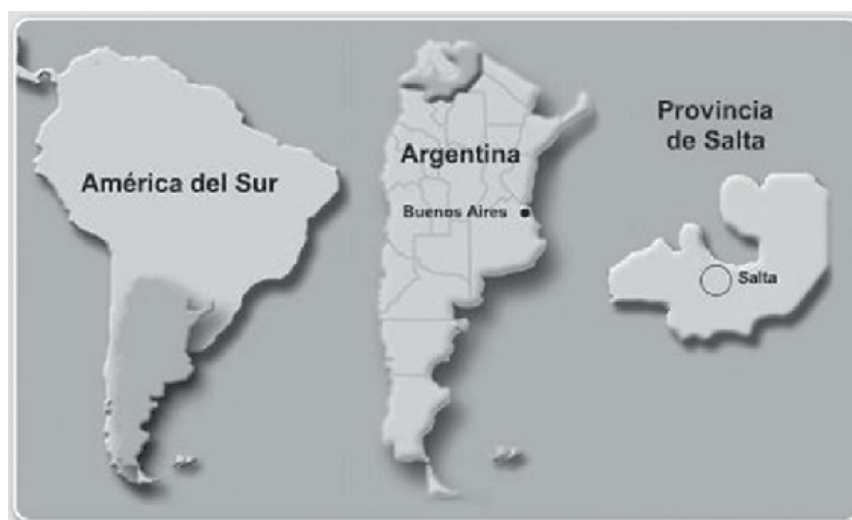 América del Sur
Argentina
Buenos Aires
Provincia
de Salta
Salta